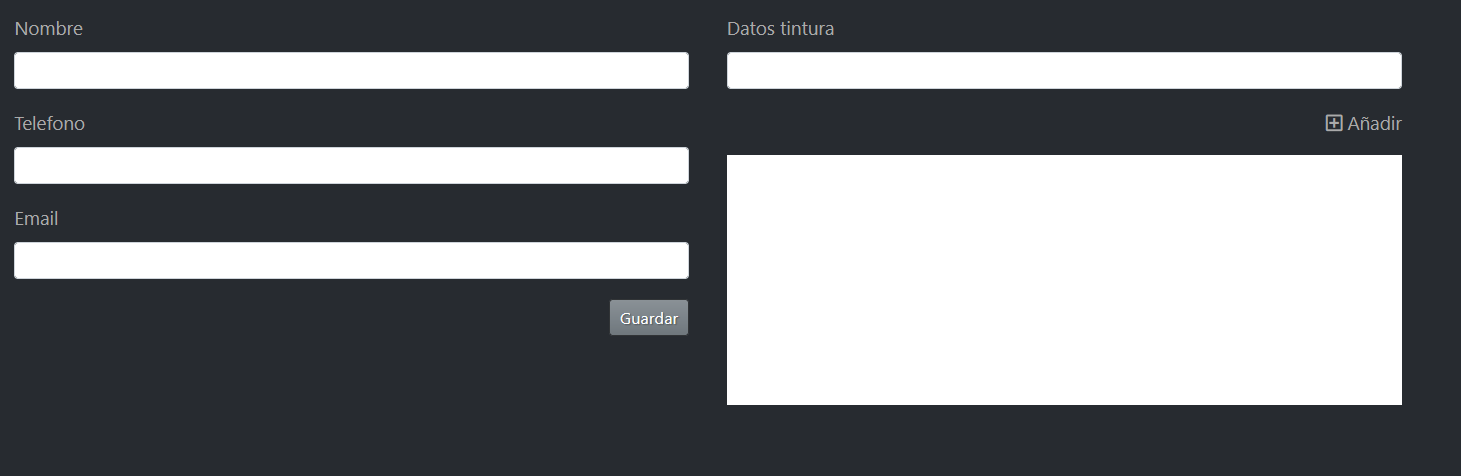 Nombre
Telefono
Email
Guardar
Datos tintura
Añadir